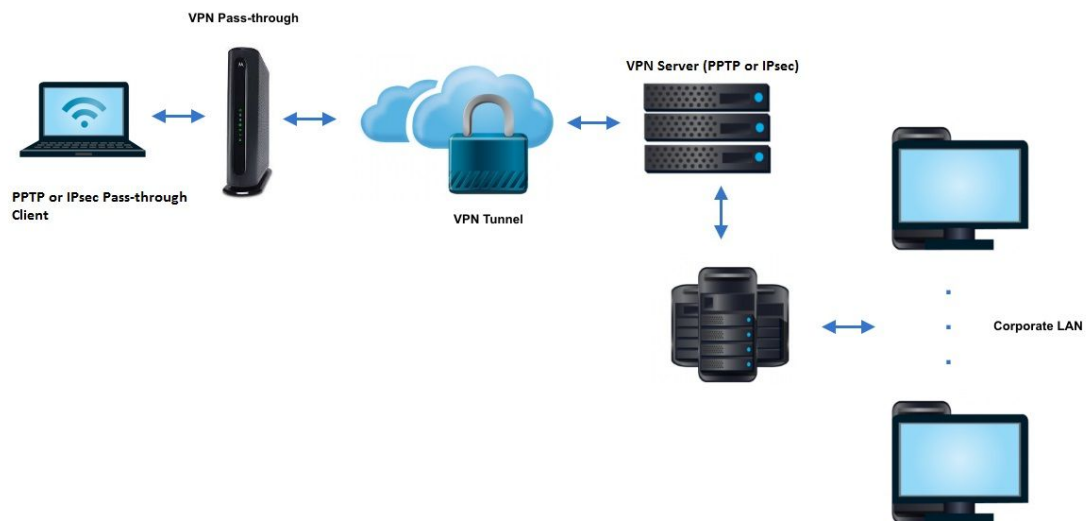 VPN Pass-through
VPN Server (PPTP or IPsec)
PPTP or IPsec Pass-through
Client
VPN Tunnel
Corporate LAN